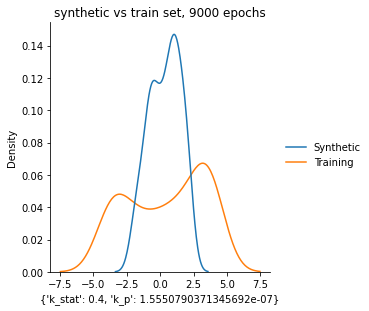 synthetic vs train set, 9000 epochs
0.14
0.12
0.10
0.08
0.06
0.04
0.02
0.00
Density
Synthetic
Training
−7.5 −5.0 −2.5 0.0 2.5 5.0 7.5
{'k_stat': 0.4, 'k_p': 1.5550790371345692e-07}